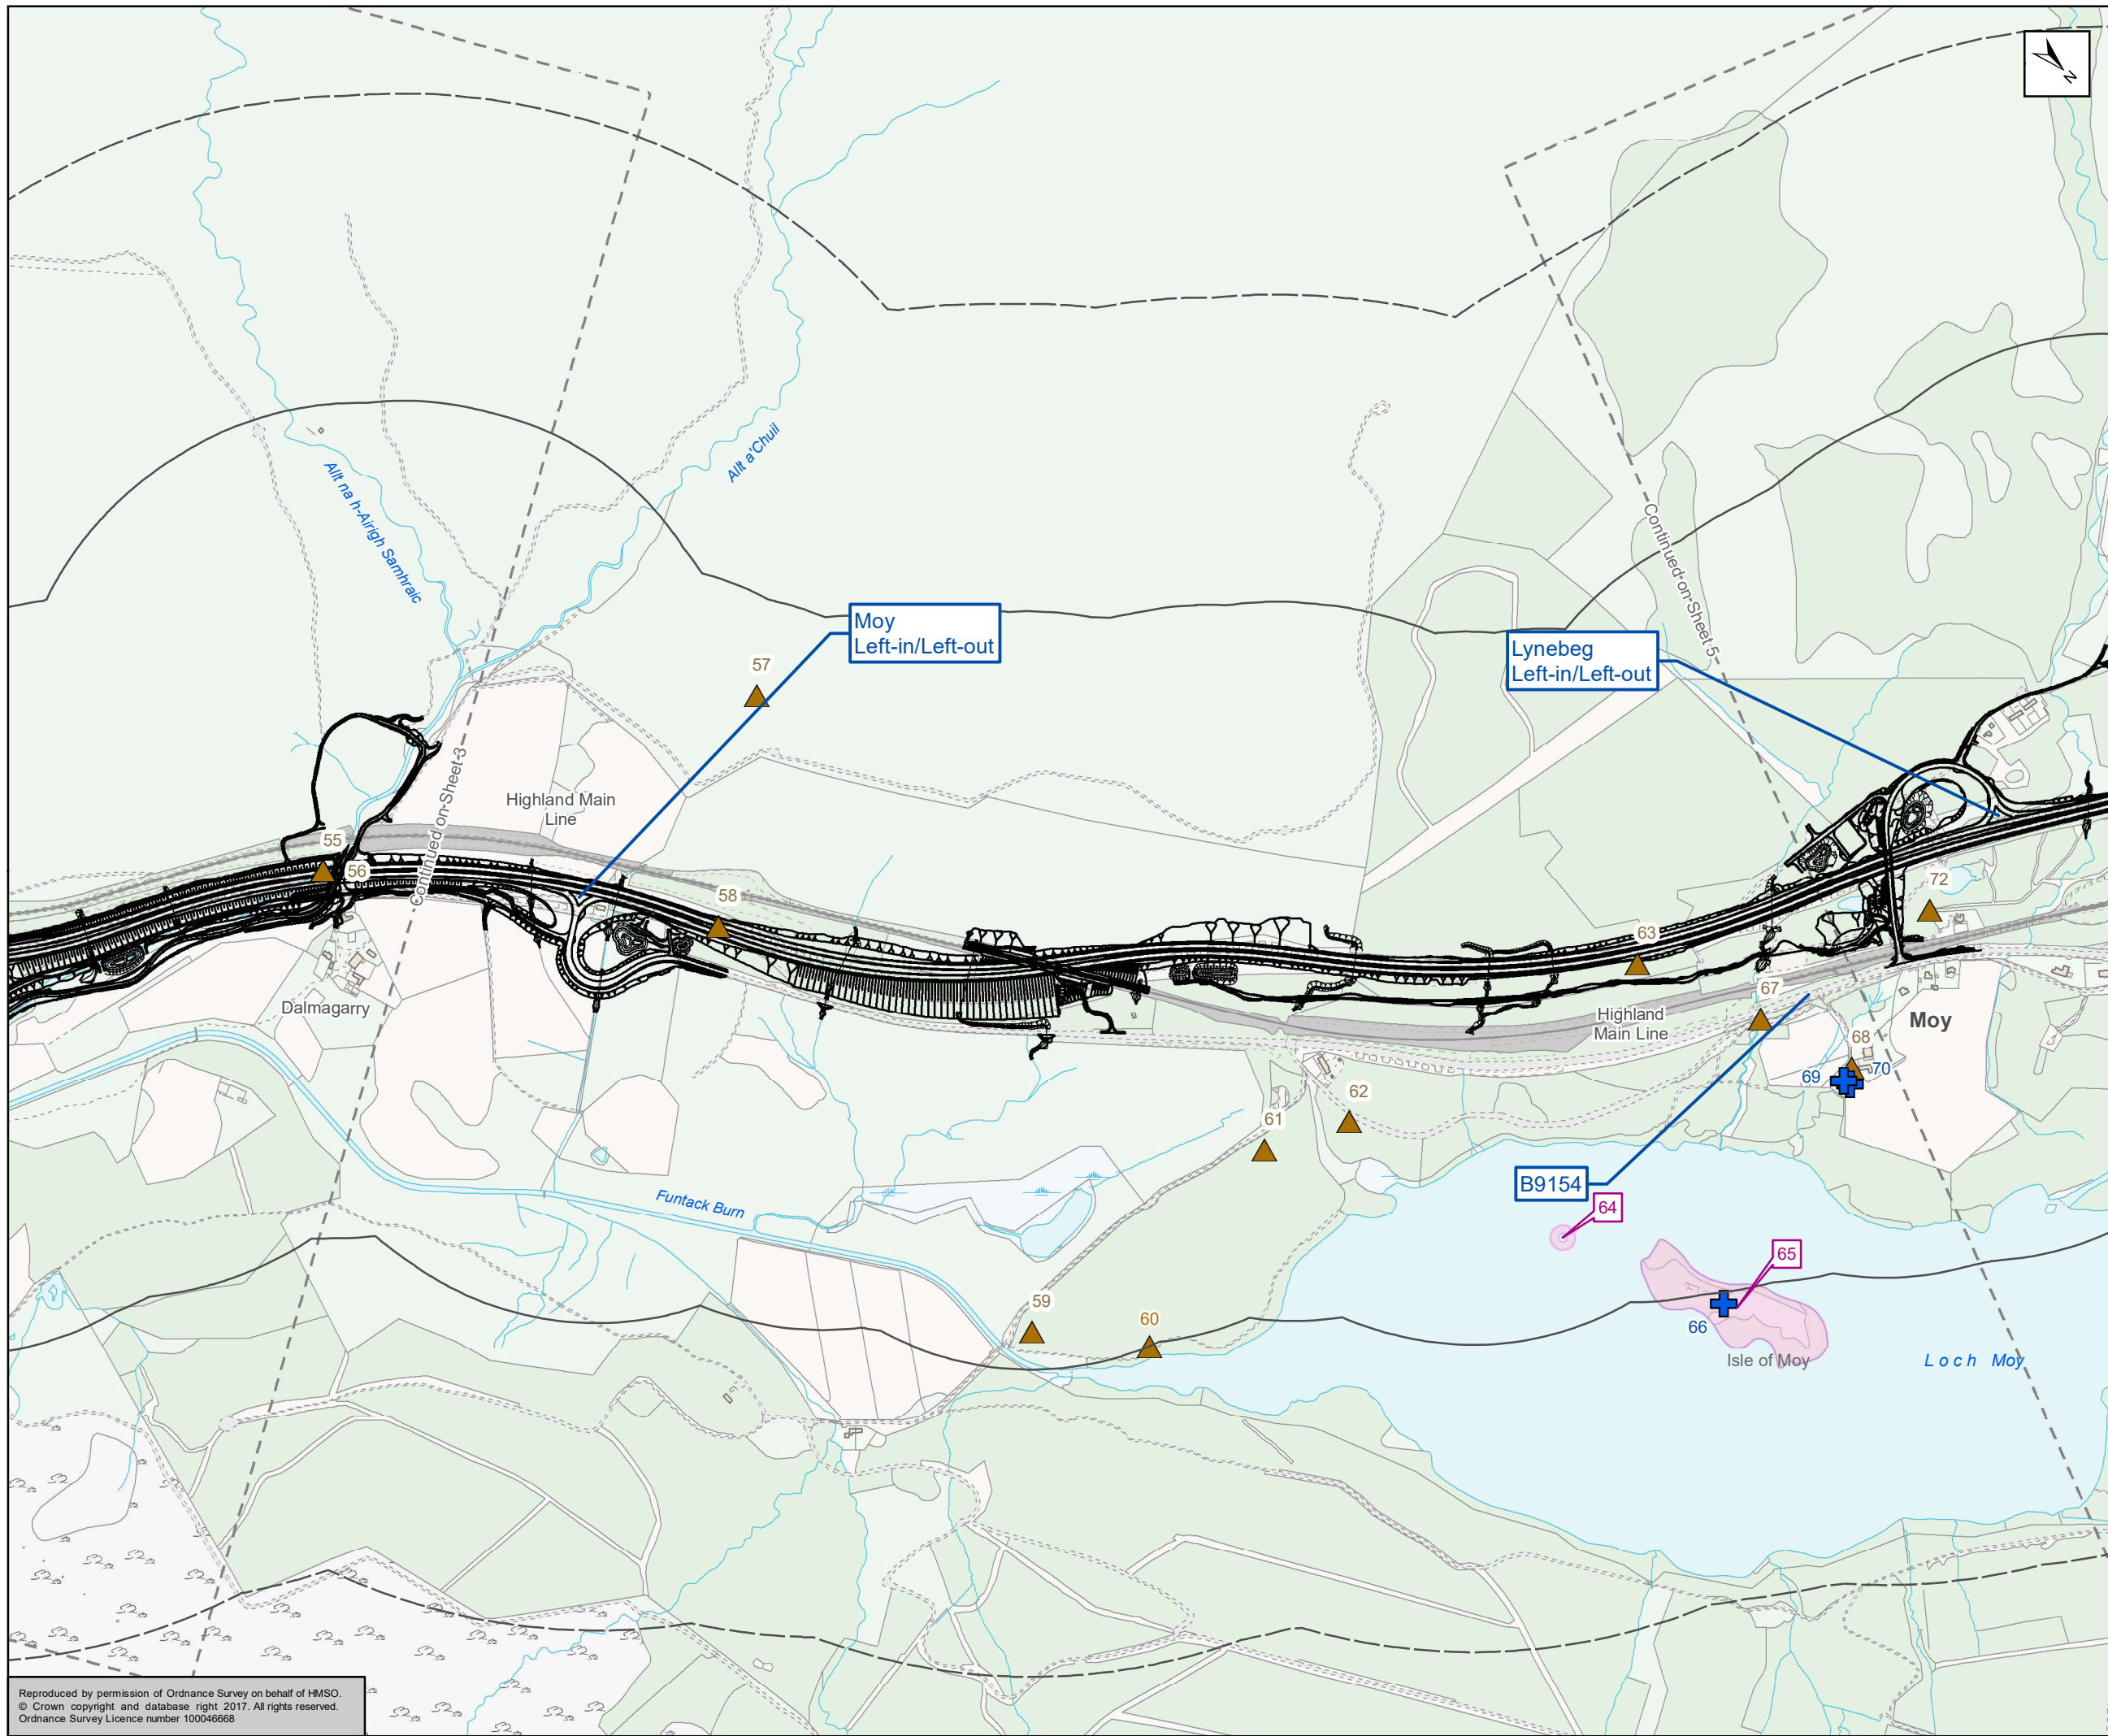 N
Allt na h-Airigh Samhraic
Allt a'Chuil
Continued on Sheet 5
Moy
Left-in/Left-out
Lynebeg
Left-in/Left-out
57
Continued on Sheet 3
Highland Main
Line
55
56
58
72
63
67
Dalmagarry
Highland
Main Line
Moy
68
69
70
62
61
B9154
64
Funtack Burn
65
59
60
66
Isle of Moy
Loch Moy
Reproduced by permission of Ordnance Survey on behalf of HMSO.
© Crown copyright and database right 2017. All rights reserved.
Ordnance Survey Licence number 100046668